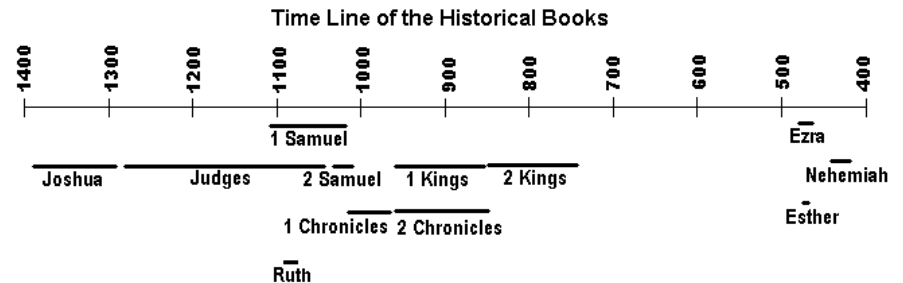 Time Line of the Historical Books
1400 1300 1200 1100 1000 900 800 700 600 500 400
1 Samuel Ezra
Joshua Judges 2 Samuel 1 Kings 2 Kings Nehemiah
1 Chronicles 2 Chronicles Esther
Ruth